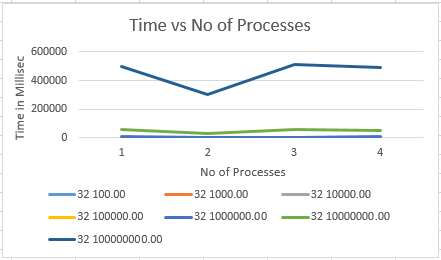 Time vs No of Processes
Time in Millisec
600000
400000
200000
0
1 2 3 4
No of Processes
32 100.00 32 1000.00 32 10000.00
32 100000.00 32 1000000.00 32 10000000.00
32 100000000.00